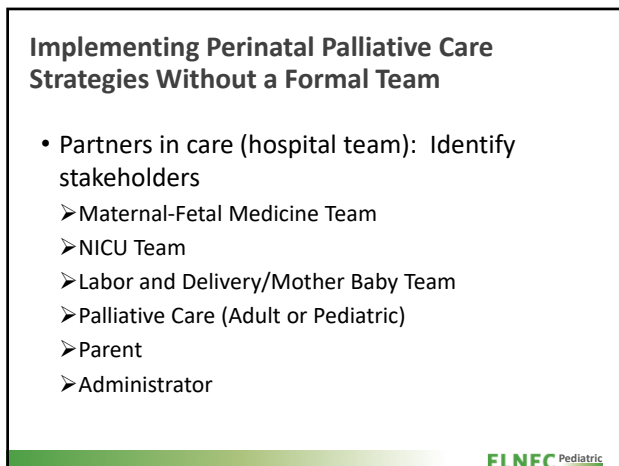 Implementing Perinatal Palliative Care
Strategies Without a Formal Team
• Partners in care (hospital team): Identify
stakeholders
➢Maternal-Fetal Medicine Team
➢NICU Team
➢Labor and Delivery/Mother Baby Team
➢Palliative Care (Adult or Pediatric)
➢Parent
➢Administrator
ELNEC Pediatric